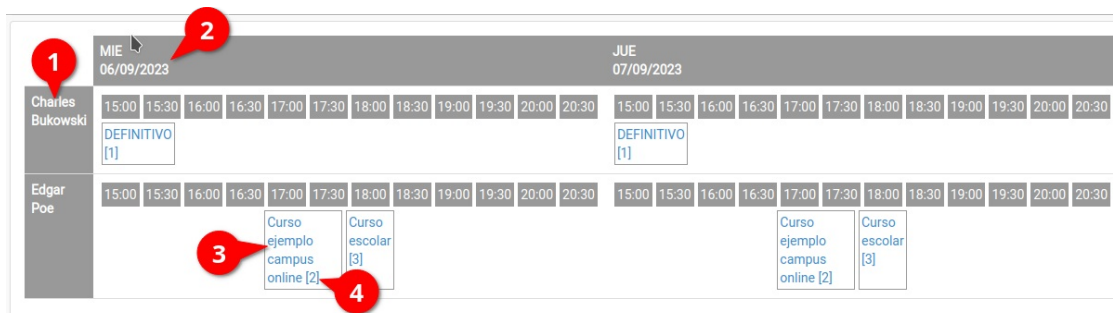 2
MIE
06/09/2023
JUE
07/09/2023
1
Charles
Bukowski
15:00 15:30 16:00 16:30 17:00 17:30 18:00 18:30 19:00 19:30 20:00 20:30
15:00 15:30 16:00 16:30 17:00 17:30 18:00 18:30 19:00 19:30 20:00 20:30
DEFINITIVO
[1]
DEFINITIVO
[1]
Edgar
Poe
15:00 15:30 16:00 16:30 17:00 17:30 18:00 18:30 19:00 19:30 20:00 20:30
15:00 15:30 16:00 16:30 17:00 17:30 18:00 18:30 19:00 19:30 20:00 20:30
3
Curso
ejemplo
campus
online [2]
4
Curso
escolar
[3]
Curso
ejemplo
campus
online [2]
Curso
escolar
[3]